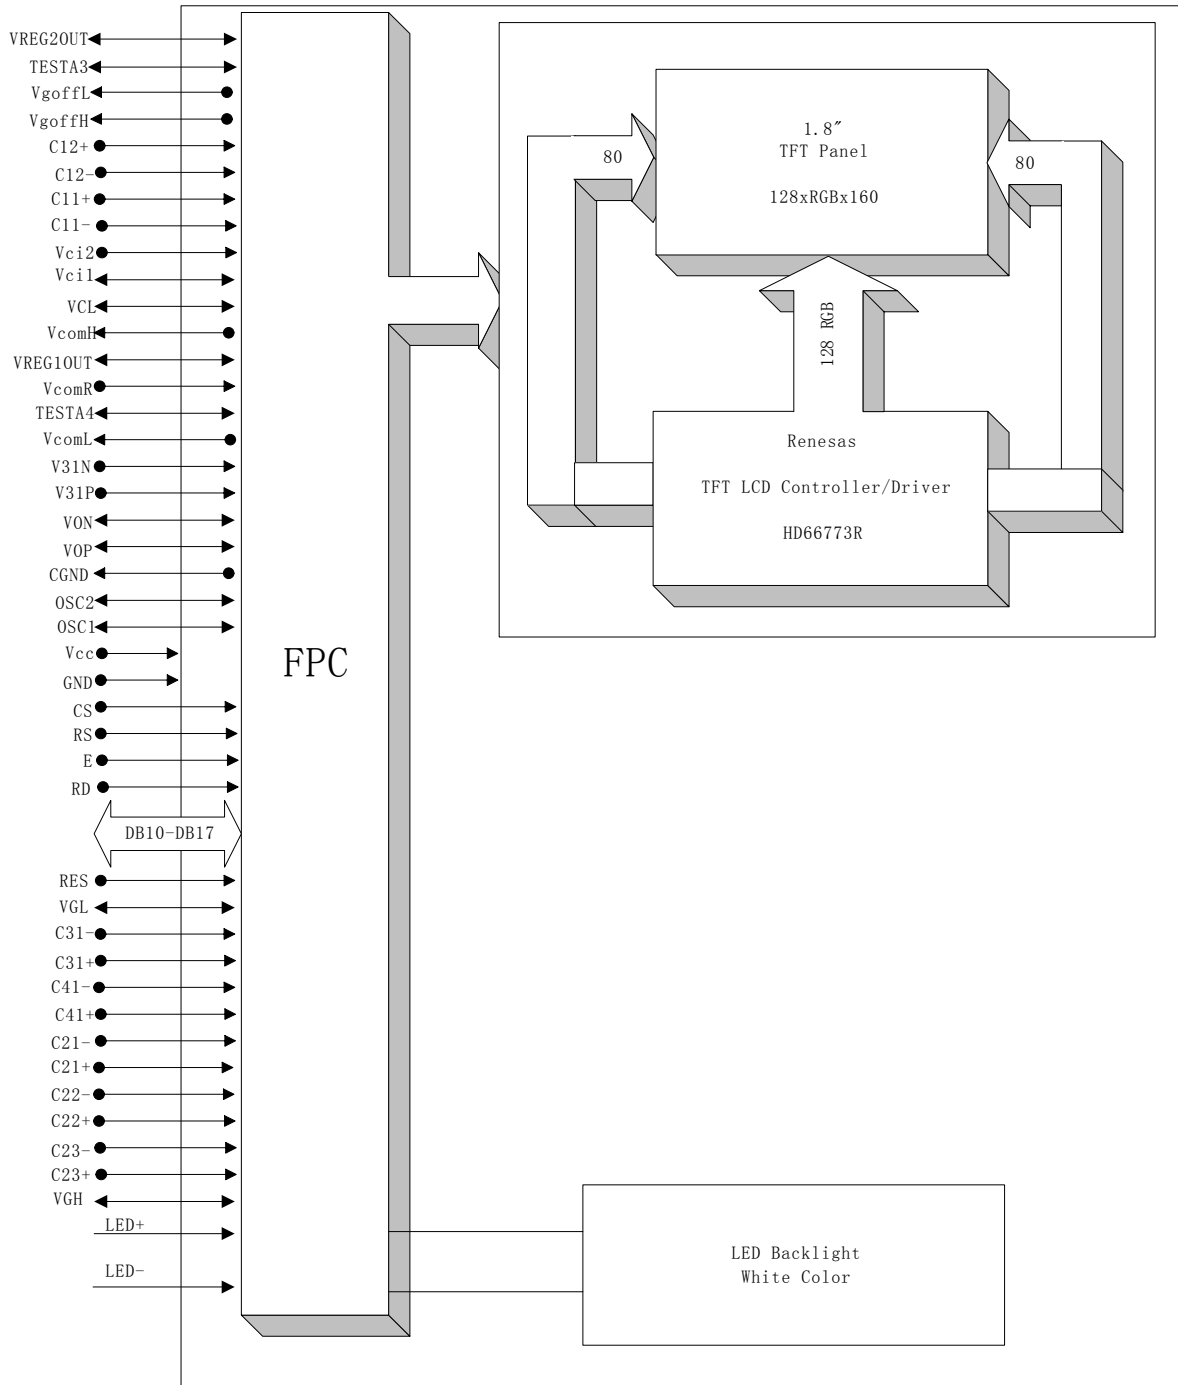 VREG2OUT
TESTA3
VgoffL
VgoffH
C12+
C12-
C11+
C11-
Vci2
Vci1
VCL
VcomH
VREG1OUT
VcomR
TESTA4
VcomL
V31N
V31P
VON
VOP
CGND
OSC2
OSC1
Vcc
GND
CS
RS
E
RD
DB10-DB17
RES
VGL
C31-
C31+
C41-
C41+
C21-
C21+
C22-
C22+
C23-
C23+
VGH
LED+
LED-
FPC
1.8″
TFT Panel
128xRGBx160
80
80
128 RGB
Renesas
TFT LCD Controller/Driver
HD66773R
LED Backlight
White Color